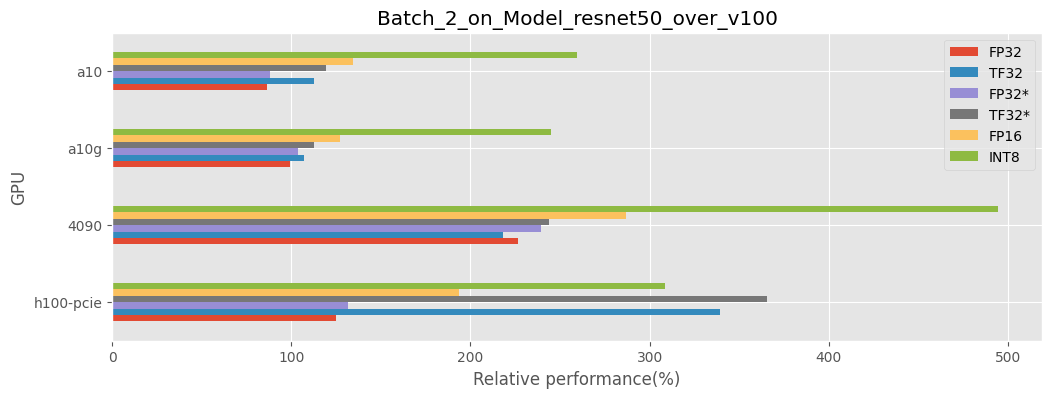 Batch_2_on_Model_resnet50_over_v100
FP32
TF32
FP32*
TF32*
FP16
INT8
GPU
a10
a10g
4090
h100-pcie
0 100 200 300 400 500
Relative performance(%)